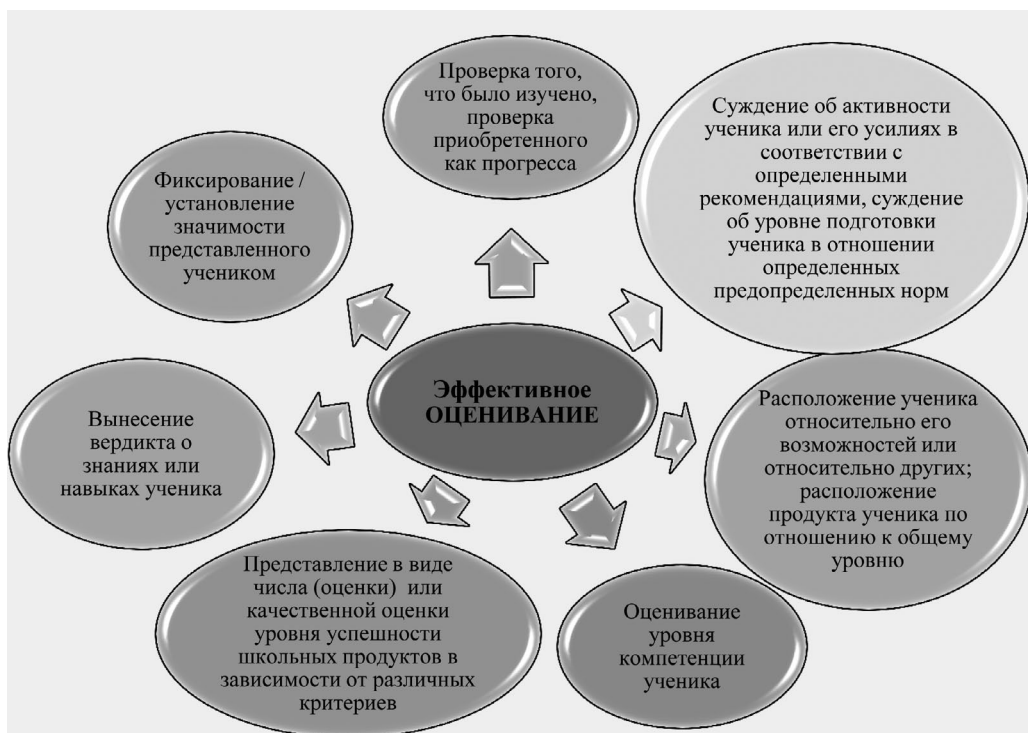 Проверка того,
что было изучено,
проверка
приобретенного
как прогресса
Суждение об активности
ученика или его усилиях в
соответствии с
определенными
рекомендациями, суждение
об уровне подготовки
ученика в отношении
определенных
предопределенных норм
Фиксирование /
установление
значимости
представленного
учеником
Эффективное
ОЦЕНИВАНИЕ
Расположение ученика
относительно его
возможностей или
относительно других;
расположение
продукта ученика по
отношению к общему
уровню
Вынесение
вердикта о
знаниях или
навыках ученика
Представление в виде
числа (оценки) или
качественной оценки
уровня успешности
школьных продуктов в
зависимости от различных
критериев
Оценивание
уровня
компетенции
ученика